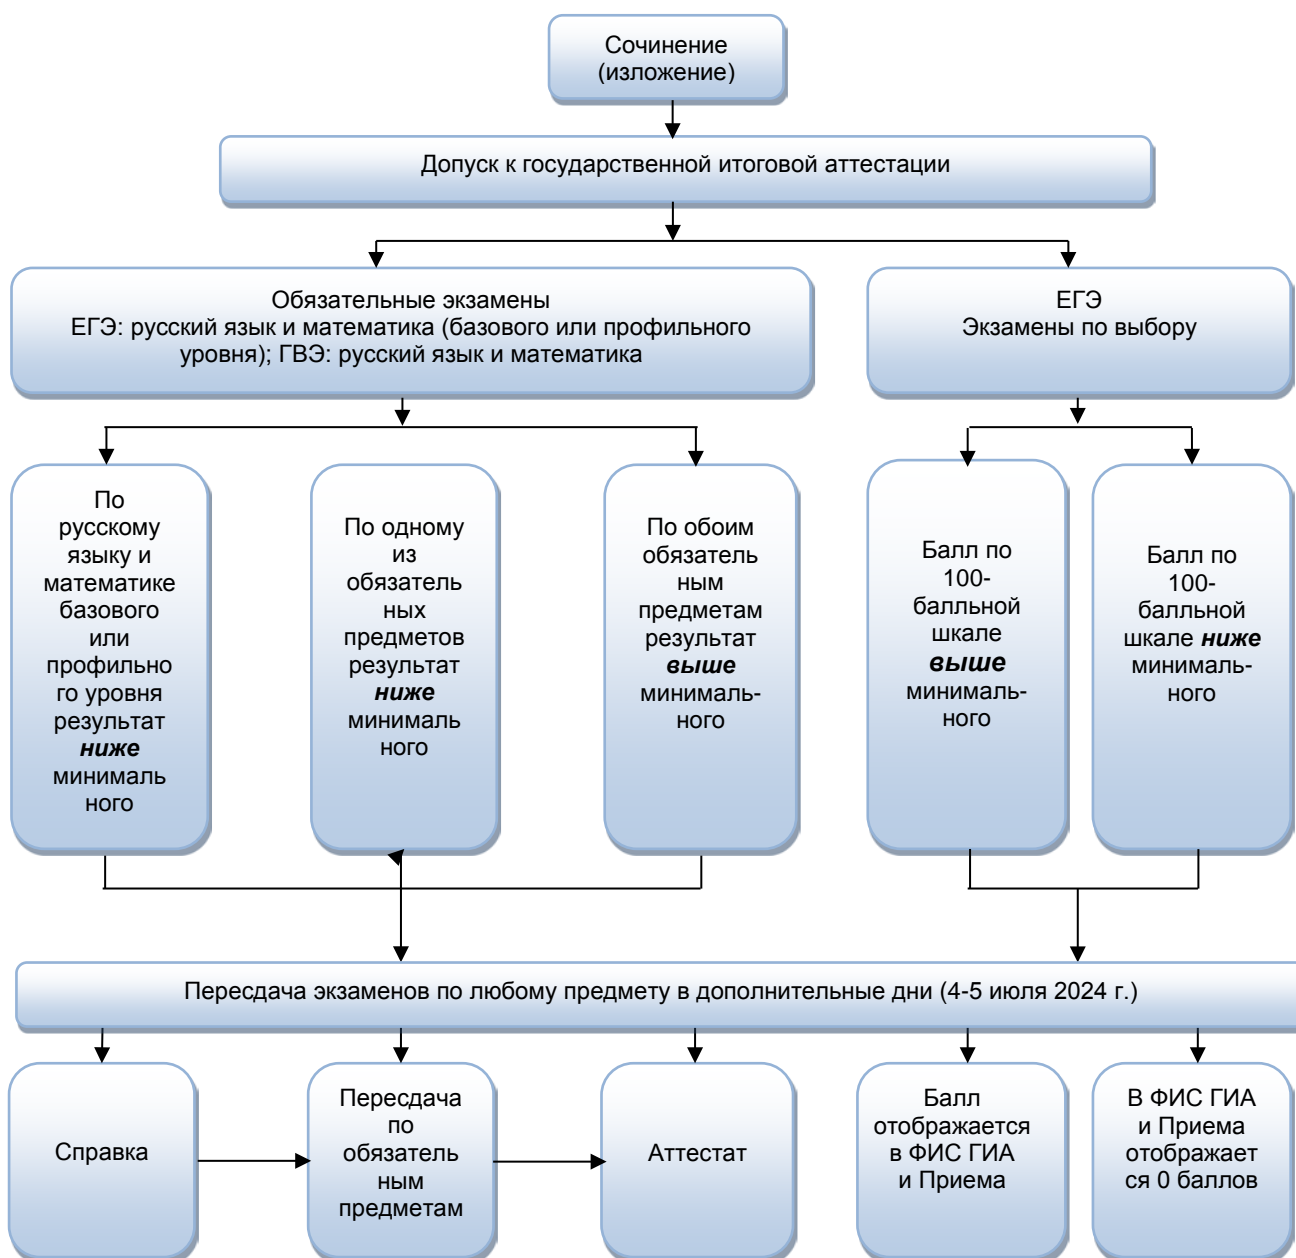 Сочинение
(изложение)
Допуск к государственной итоговой аттестации
Обязательные экзамены
ЕГЭ: русский язык и математика (базового или профильного
уровня); ГВЭ: русский язык и математика
ЕГЭ
Экзамены по выбору
По
русскому
языку и
математике
базового
или
профильно
го уровня
результат
ниже
минималь
ного
По одному
из
обязатель
ных
предметов
результат
ниже
минималь
ного
По обоим
обязатель
ным
предметам
результат
выше
минималь-
ного
Балл по
100-
балльной
шкале
выше
минималь-
ного
Балл по
100-
балльной
шкале ниже
минималь-
ного
Пересдача экзаменов по любому предмету в дополнительные дни (4-5 июля 2024 г.)
Справка
Пересдача
по
обязатель
ным
предметам
Аттестат
Балл
отображается
в ФИС ГИА
и Приема
В ФИС ГИА
и Приема
отображает
ся 0 баллов